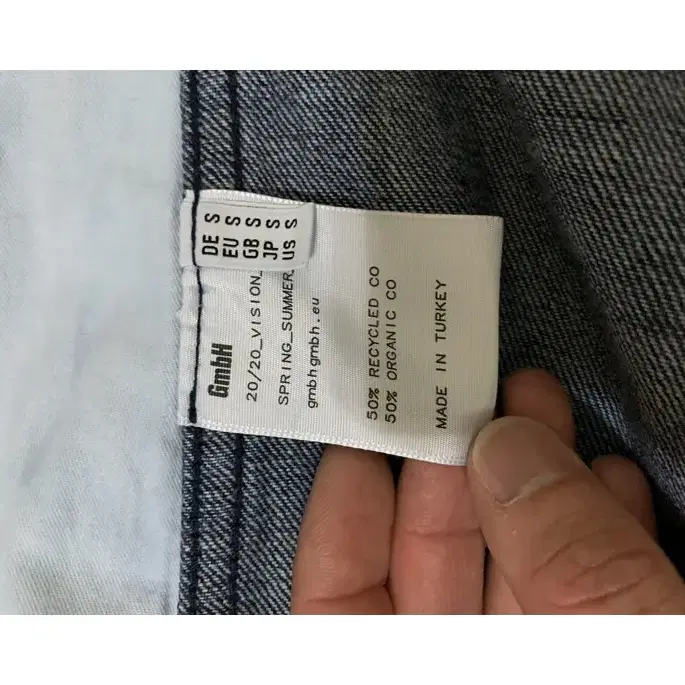 DE S
EU S
GB S
JP S
US S
GmbH
20/20_VISION_
SPRING_SUMMER
gmbhgmbh.eu
50% RECYCLED CO
50% ORGANIC CO
MADE IN TURKEY